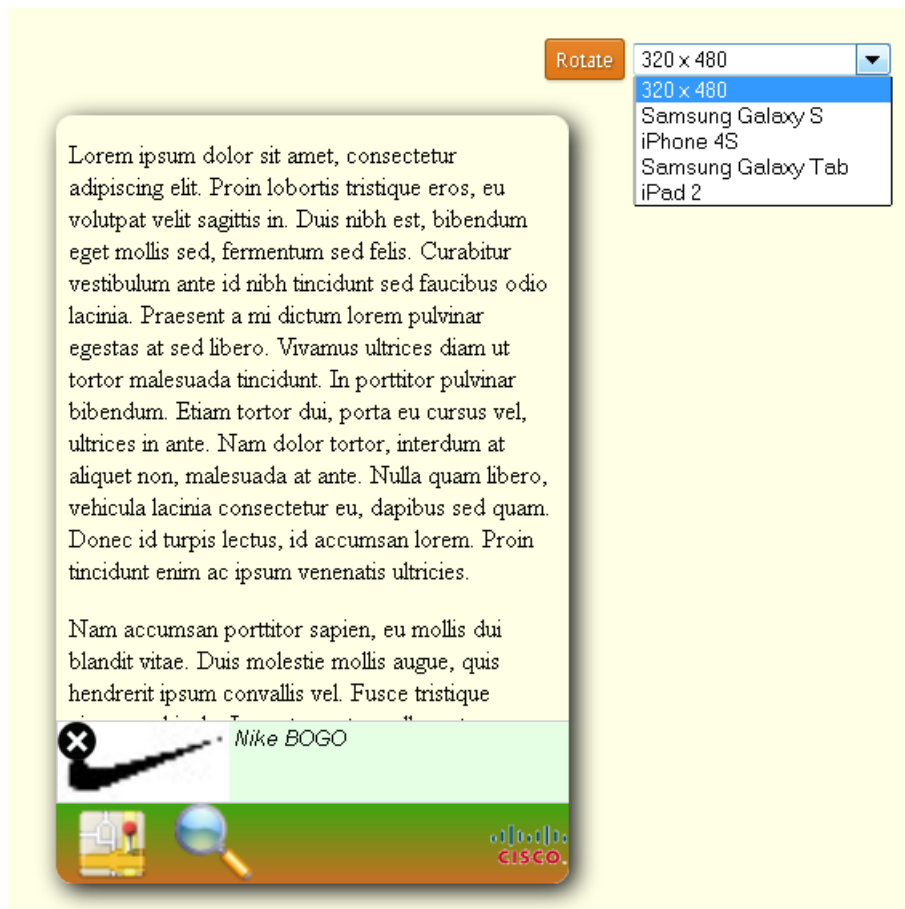 Rotate
320 x 480
320 x 480
Samsung Galaxy S
iPhone 4S
Samsung Galaxy Tab
iPad 2
Lorem ipsum dolor sit amet, consectetur
adipiscing elit. Proin lobortis tristique eros, eu
volutpat velit sagittis in. Duis nibh est, bibendum
eget mollis sed, fermentum sed felis. Curabitur
vestibulum ante id nibh tincidunt sed faucibus odio
lacinia. Praesent a mi dictum lorem pulvinar
egestas at sed libero. Vivamus ultrices diam ut
tortor malesuada tincidunt. In porttitor pulvinar
bibendum. Etiam tortor dui, porta eu cursus vel,
ultrices in ante. Nam dolor tortor, interdum at
aliquet non, malesuada at ante. Nulla quam libero,
vehicula lacinia consectetur eu, dapibus sed quam.
Donec id turpis lectus, id accumsan lorem. Proin
tincidunt enim ac ipsum venenatis ultricies.
Nam accumsan porttitor sapien, eu mollis dui
blandit vitae. Duis molestie mollis augue, quis
hendrerit ipsum convallis vel. Fusce tristique
Nike BOGO
CISCO.